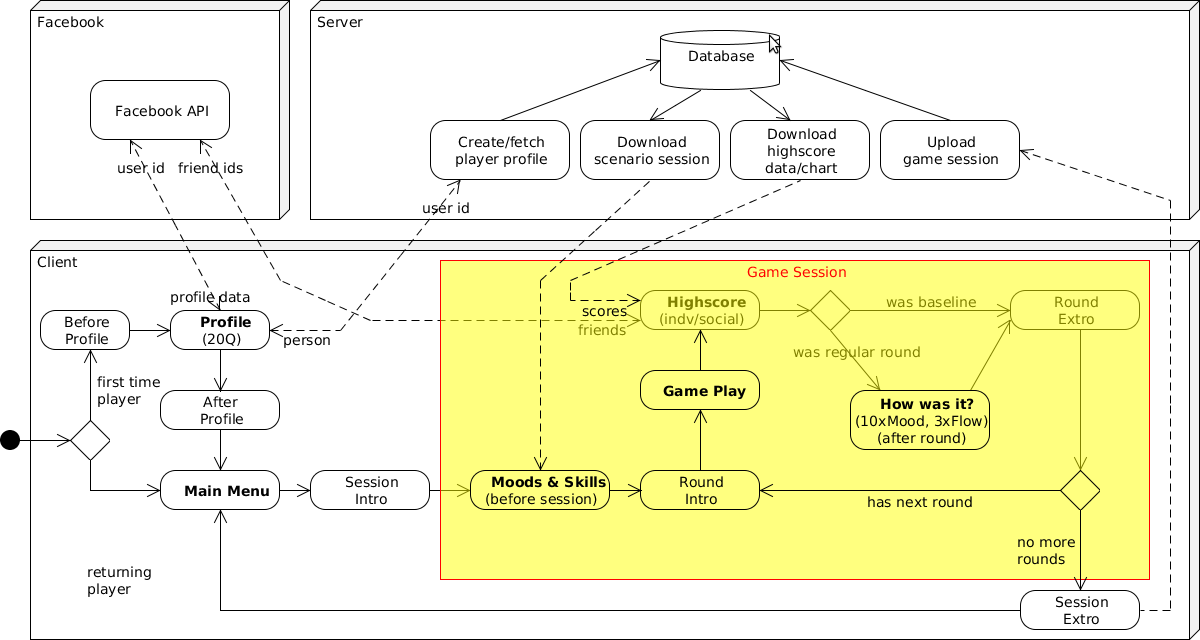 Facebook
Server
Database
Facebook API
Create/fetch
player profile
Download
scenario session
Download
highscore
data/chart
Upload
game session
user id
friend ids
user id
Client
Game Session
profile data
Before
Profile
Profile
(20Q)
person
scores
friends
Highscore
(indv/social)
was baseline
Round
Extro
was regular round
first time
player
After
Profile
Game Play
How was it?
(10xMood, 3xFlow)
(after round)
Main Menu
Session
Intro
Moods & Skills
(before session)
Round
Intro
has next round
no more
rounds
returning
player
Session
Extro